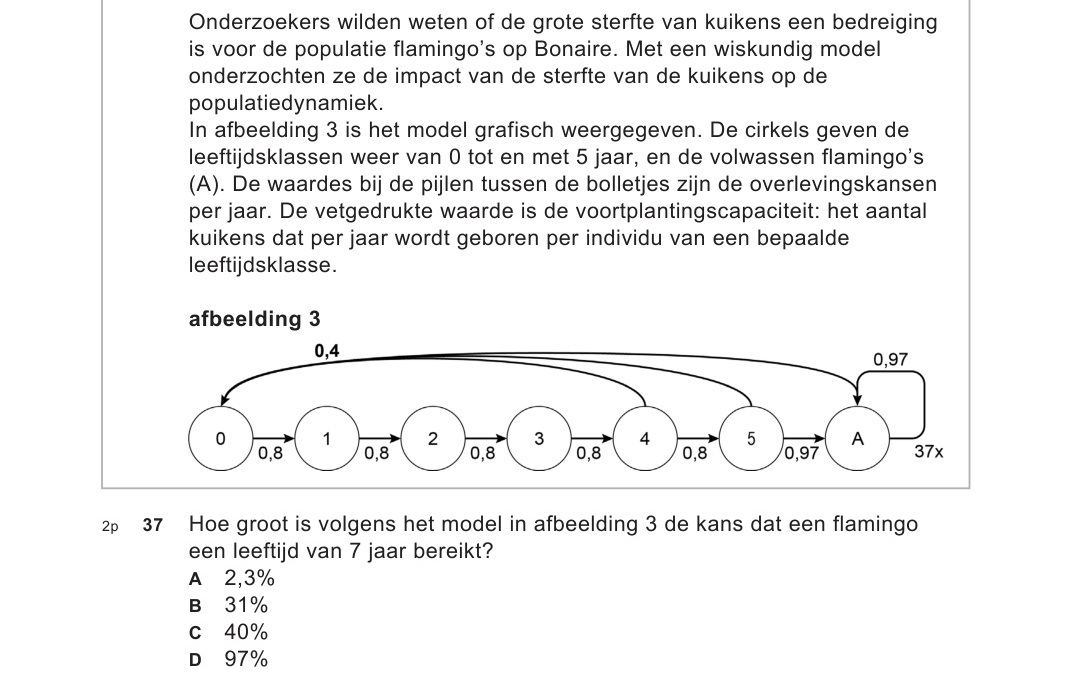 Onderzoekers wilden weten of de grote sterfte van kuikens een bedreiging
is voor de populatie flamingo’s op Bonaire. Met een wiskundig model
onderzochten ze de impact van de sterfte van de kuikens op de
populatiedynamiek.
In afbeelding 3 is het model grafisch weergegeven. De cirkels geven de
leeftijdsklassen weer van 0 tot en met 5 jaar, en de volwassen flamingo’s
(A). De waardes bij de pijlen tussen de bolletjes zijn de overlevingskansen
per jaar. De vetgedrukte waarde is de voortplantingscapaciteit: het aantal
kuikens dat per jaar wordt geboren per individu van een bepaalde
leeftijdsklasse.
afbeelding 3
0,4
0,97
0 1 2 3 4 5 A
0,8 0,8 0,8 0,8 0,8 0,97 37x
2p 37 Hoe groot is volgens het model in afbeelding 3 de kans dat een flamingo
een leeftijd van 7 jaar bereikt?
A 2,3%
B 31%
C 40%
D 97%